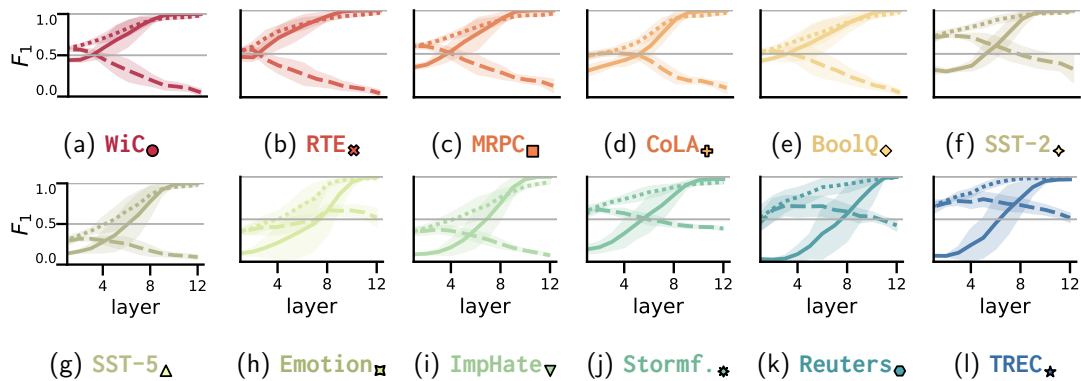 F1
1.0
0.5
0.0
(a) WiC
(b) RTE
(c) MRPC
(d) CoLA
(e) BoolQ
(f) SST-2
F1
1.0
0.5
0.0
4 8 12
4 8 12
4 8 12
4 8 12
4 8 12
4 8 12
layer
layer
layer
layer
layer
layer
(g) SST-5
(h) Emotion
(i) ImpHate
(j) Stormf.
(k) Reuters
(l) TREC